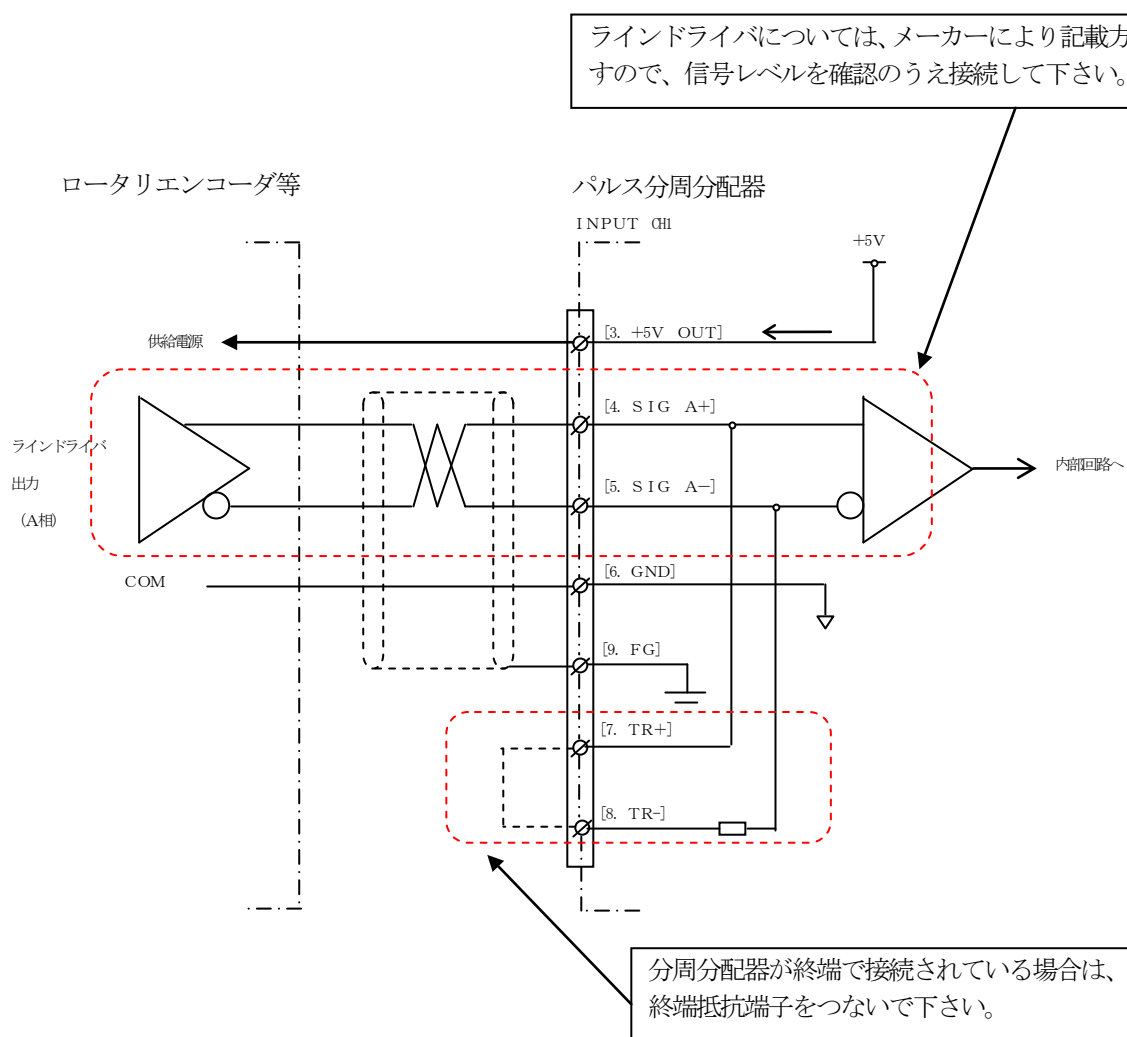 ラインドライバについては、メーカーにより記載方
すので、信号レベルを確認のうえ接続して下さい。
ロータリエンコーダ等
パルス分周分配器
INPUT CH1
+5V
供給電源
[3. +5V OUT]
[4. SIG A+]
ラインドライバ
出力
（A相）
[5. SIG A-]
内部回路へ
COM
[6. GND]
[9. FG]
[7. TR+]
[8. TR-]
分周分配器が終端で接続されている場合は、
終端抵抗端子をつないで下さい。